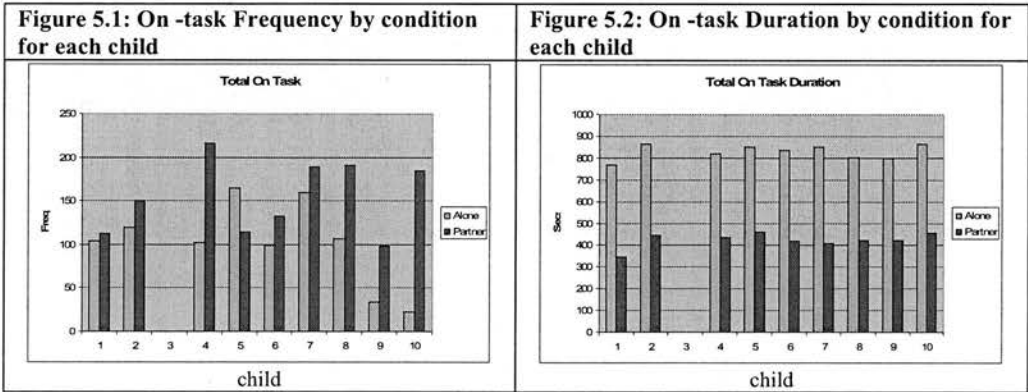 Figure 5.1: On -task Frequency by condition
for each child
Total On Task
250
200
150
100
50
0
Freq
1 2 3 4 5 6 7 8 9 10
Alone
Partner
child
Figure 5.2: On -task Duration by condition for
each child
Total On Task Duration
1000
900
800
700
600
500
400
300
200
100
0
Secs
1 2 3 4 5 6 7 8 9 10
Alone
Partner
child